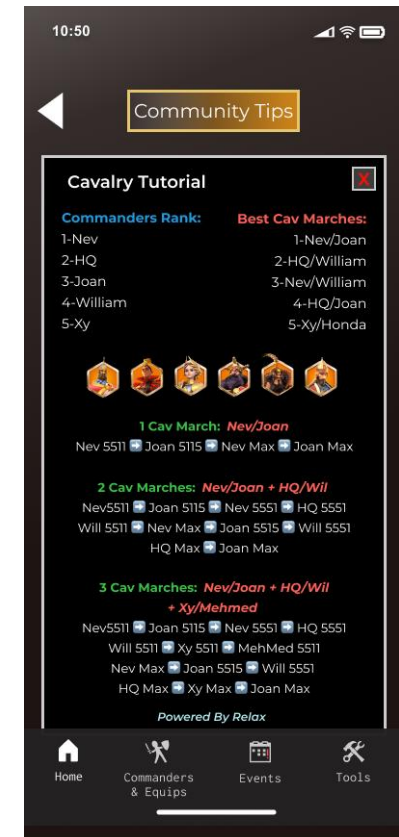 10:50
Community Tips
Cavalry Tutorial
X
Commanders Rank:
1-Nev
2-HQ
3-Joan
4-William
5-Xy
Best Cav Marches:
1-Nev/Joan
2-HQ/William
3-Nev/William
4-HQ/Joan
5-Xy/Honda
1 Cav March: Nev/Joan
Nev 5511 ➡ Joan 5115 ➡ Nev Max ➡ Joan Max
2 Cav Marches: Nev/Joan + HQ/Wil
Nev5511 ➡ Joan 5115 ➡ Nev 5551 ➡ HQ 5551
Will 5511 ➡ Nev Max ➡ Joan 5515 ➡ Will 5551
HQ Max ➡ Joan Max
3 Cav Marches: Nev/Joan + HQ/Wil
+ Xy/Mehmed
Nev5511 ➡ Joan 5115 ➡ Nev 5551 ➡ HQ 5551
Will 5511 ➡ Xy 5511 ➡ MehMed 5511
Nev Max ➡ Joan 5515 ➡ Will 5551
HQ Max ➡ Xy Max ➡ Joan Max
Powered By Relax
Home
Commanders
& Equips
Events
Tools